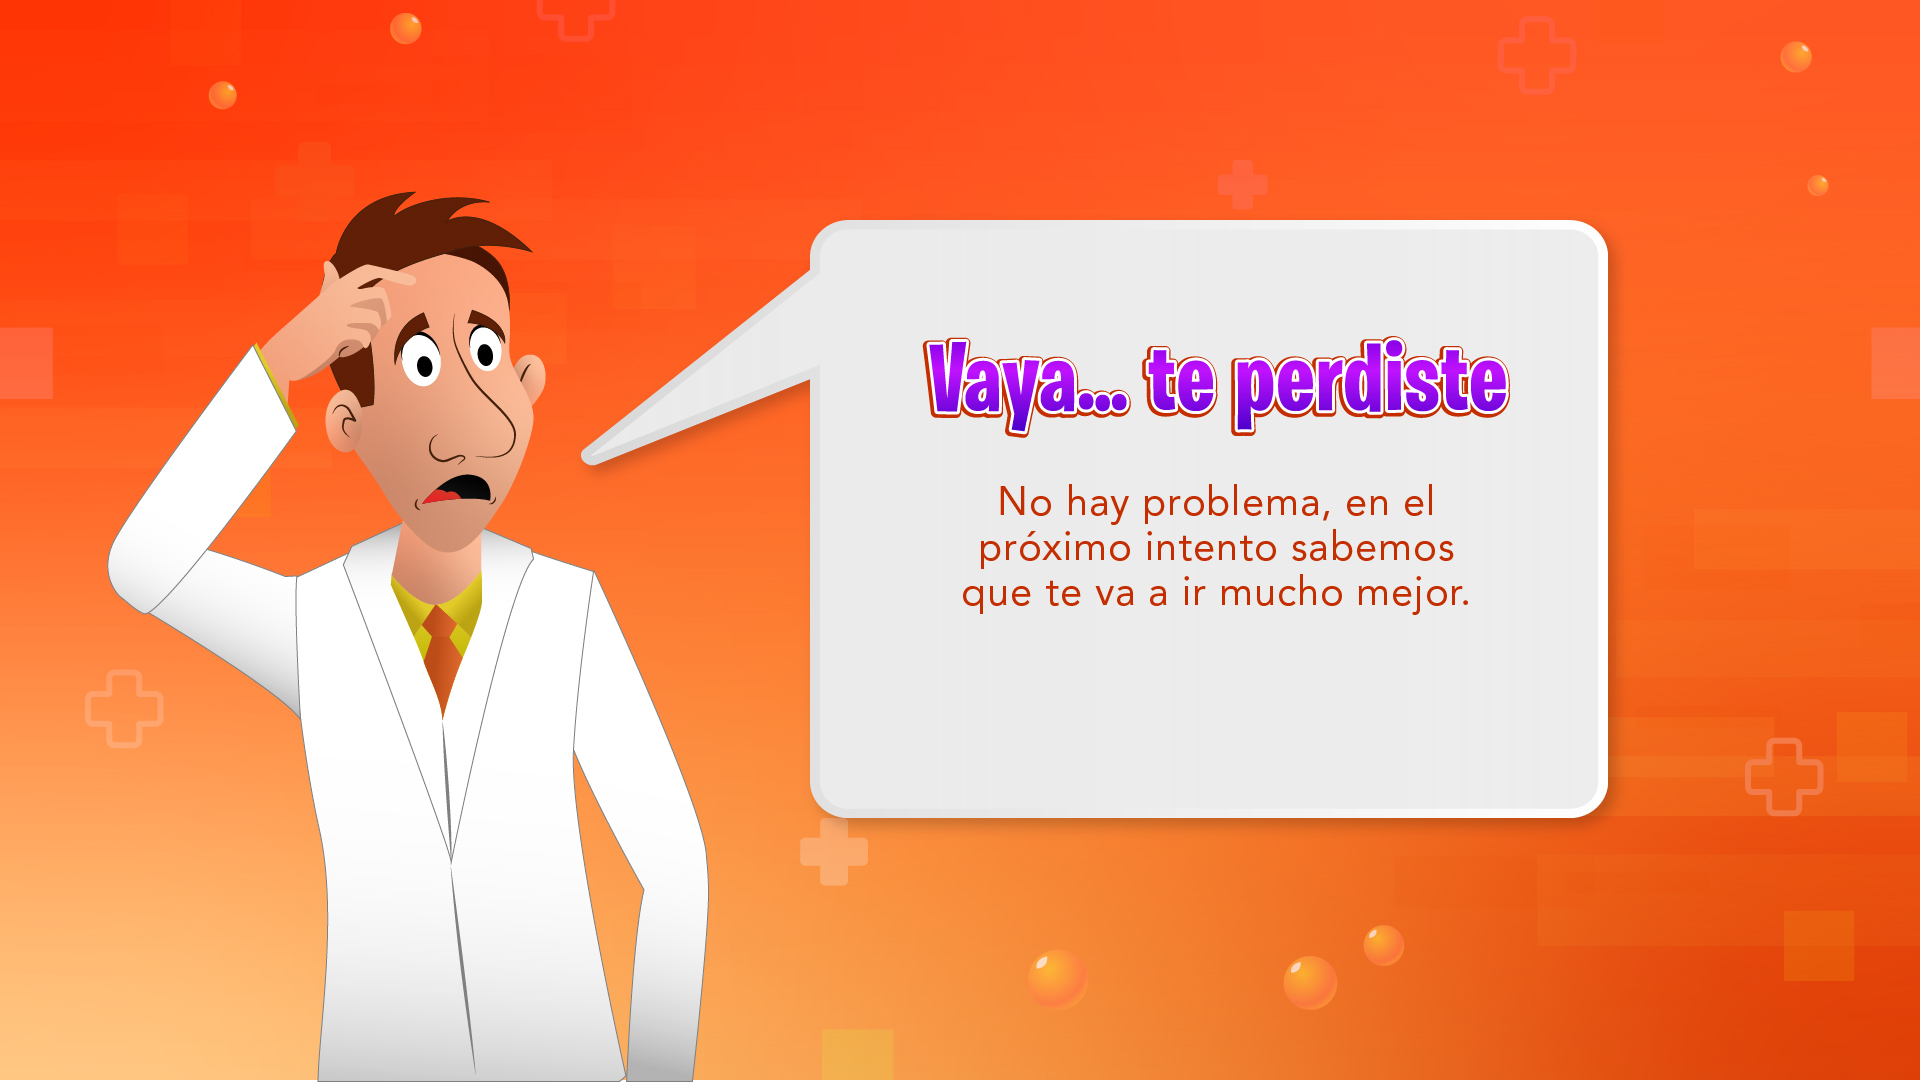 Vaya... te perdiste
No hay problema, en el
próximo intento sabemos
que te va a ir mucho mejor.